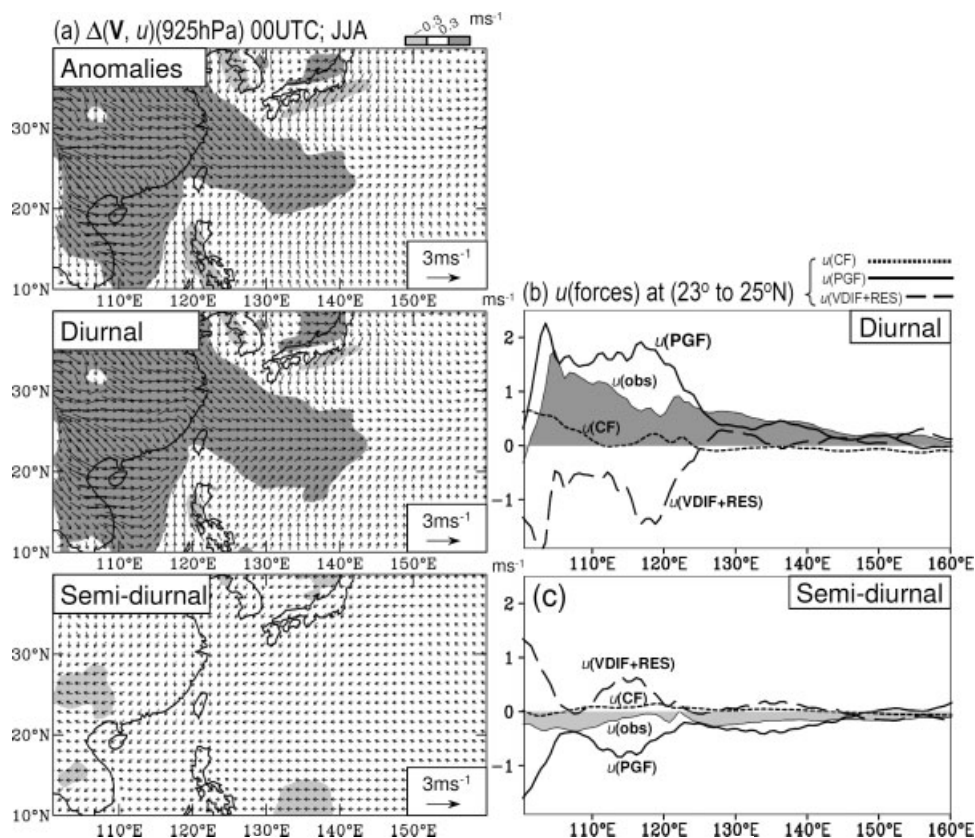 (a) Δ(V, u)(925hPa) 00UTC; JJA
ms-1
-0.3
0.3
Anomalies
30°N
20°N
10°N
3ms-1
110°E 120°E 130°E 140°E 150°E
Diurnal
30°N
20°N
10°N
3ms-1
110°E 120°E 130°E 140°E 150°E
Semi-diurnal
30°N
20°N
10°N
3ms-1
110°E 120°E 130°E 140°E 150°E
u(CF)
u(PGF)
u(VDIF+RES)
ms-1 (b) u(forces) at (23° to 25°N)
Diurnal
2
1
0
-1
u(PGF)
u(obs)
u(CF)
u(VDIF+RES)
110°E 120°E 130°E 140°E 150°E 160°E
ms-1
(c)
Semi-diurnal
2
1
0
-1
u(VDIF+RES)
u(CF)
u(obs)
u(PGF)
110°E 120°E 130°E 140°E 150°E 160°E